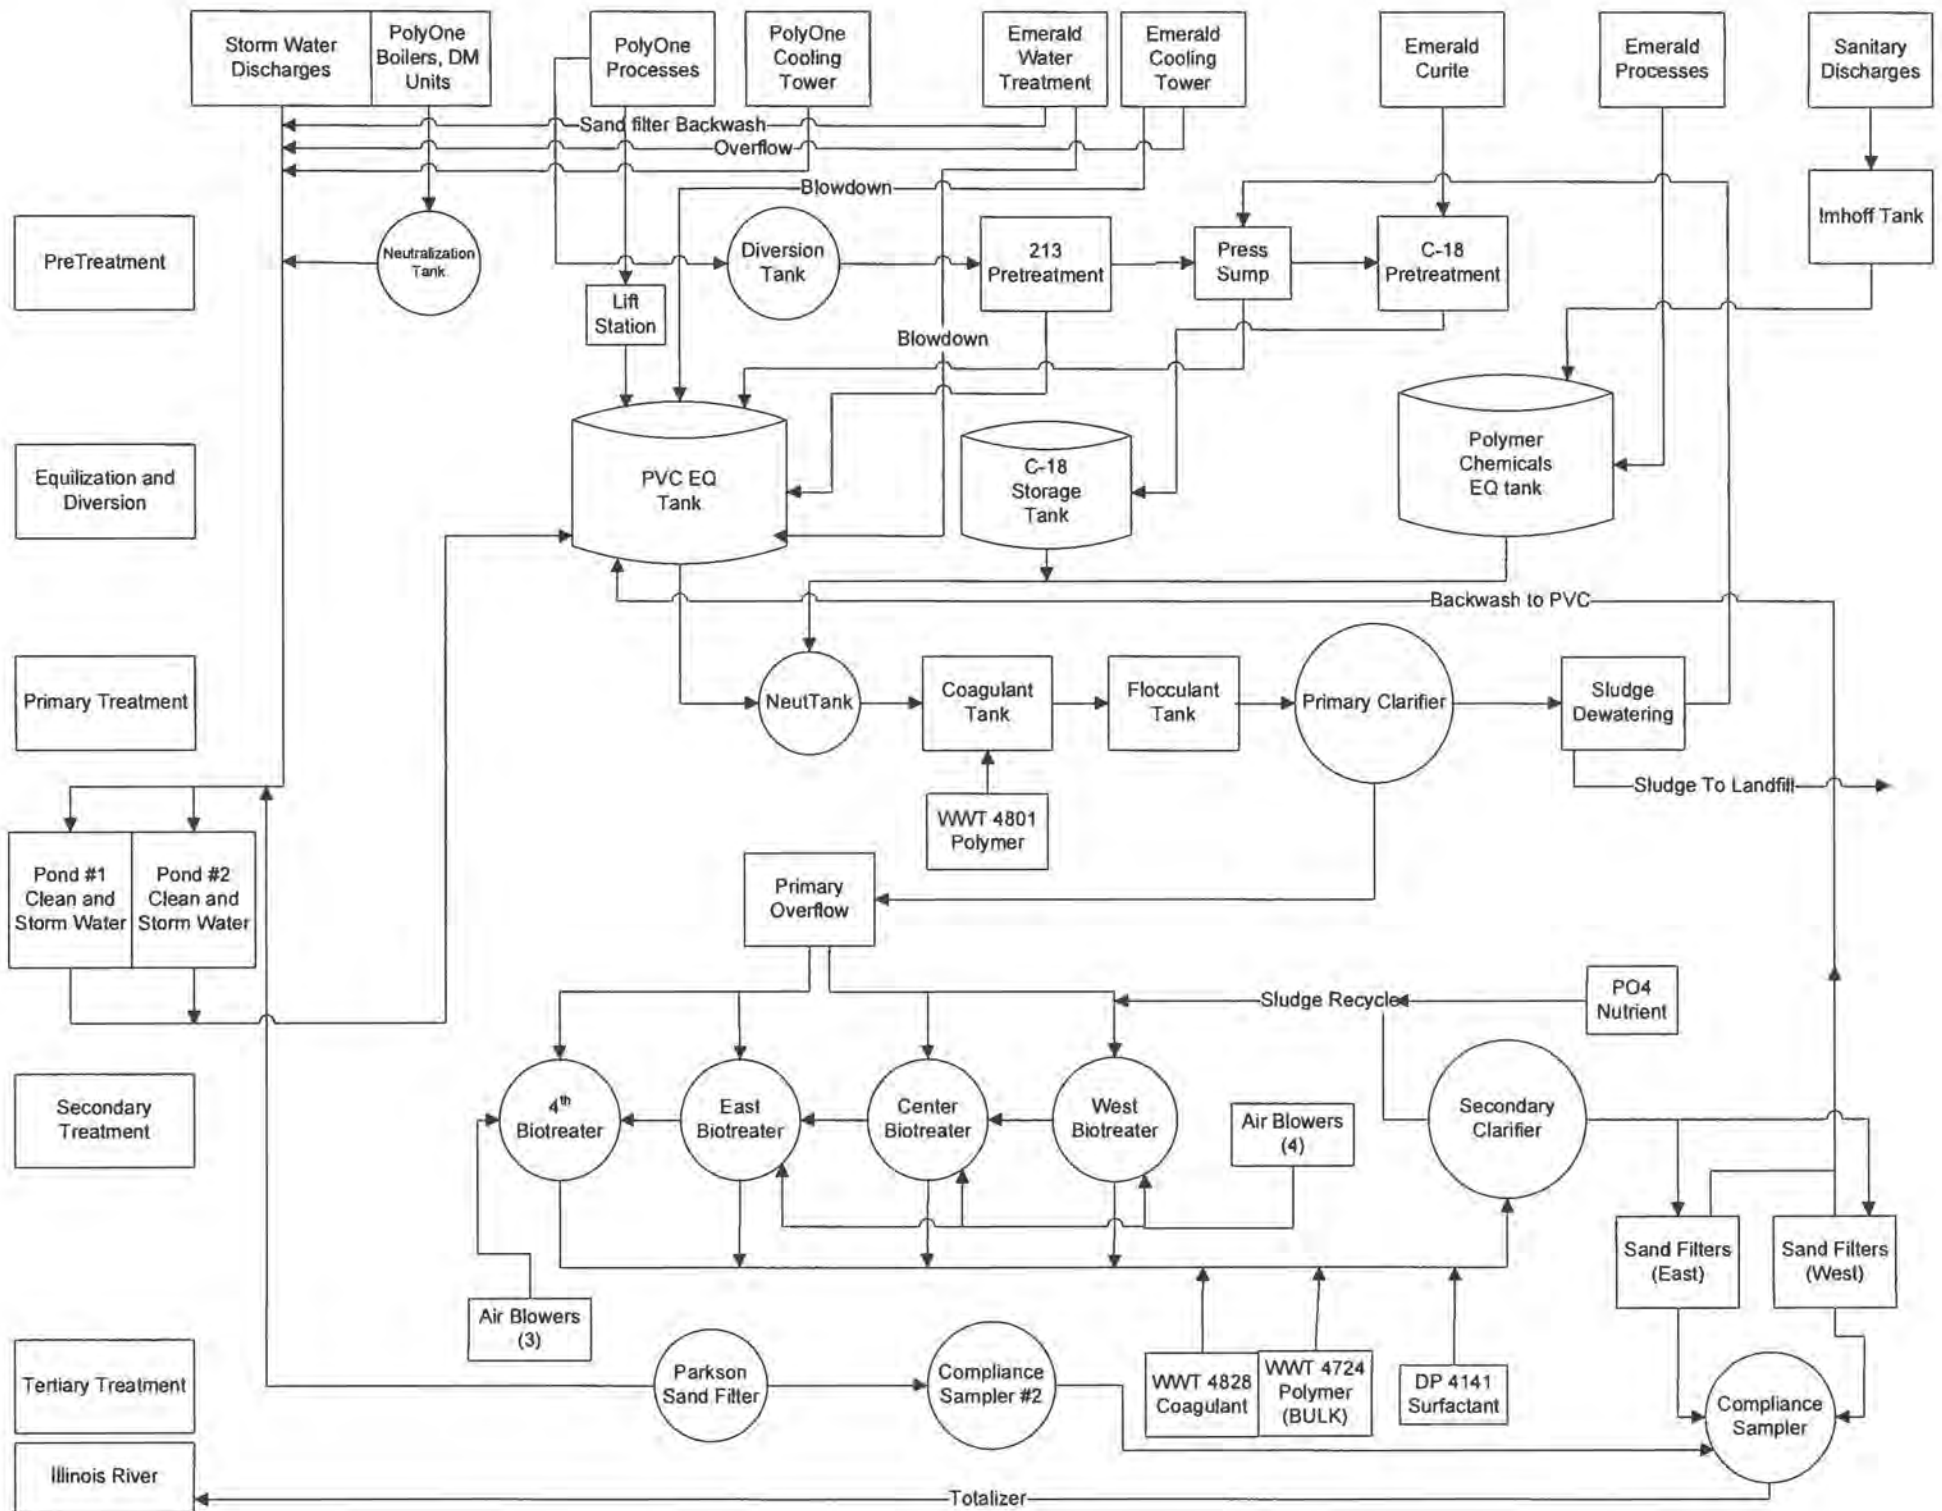 Storm Water
Discharges
PolyOne
Boilers, DM
Units
PolyOne
Processes
PolyOne
Cooling
Tower
Emerald
Water
Treatment
Emerald
Cooling
Tower
Emerald
Curite
Emerald
Processes
Sanitary
Discharges
Sand filter Backwash
Overflow
Blowdown
PreTreatment
Neutralization
Tank
Lift
Station
Diversion
Tank
213
Pretreatment
Press
Sump
C-18
Pretreatment
Imhoff Tank
Blowdown
Equilization and
Diversion
PVC EQ
Tank
C-18
Storage
Tank
Polymer
Chemicals
EQ tank
Backwash to PVC
Primary Treatment
NeutTank
Coagulant
Tank
Flocculant
Tank
Primary Clarifier
Sludge
Dewatering
Sludge To Landfill
WWT 4801
Polymer
Pond #1
Clean and
Storm Water
Pond #2
Clean and
Storm Water
Primary
Overflow
Sludge Recycle
PO4
Nutrient
Secondary
Treatment
4th
Biotreater
East
Biotreater
Center
Biotreater
West
Biotreater
Air Blowers
(4)
Secondary
Clarifier
Sand Filters
(East)
Sand Filters
(West)
Air Blowers
(3)
Tertiary Treatment
Parkson
Sand Filter
Compliance
Sampler #2
WWT 4828
Coagulant
WWT 4724
Polymer
(BULK)
DP 4141
Surfactant
Compliance
Sampler
Illinois River
Totalizer